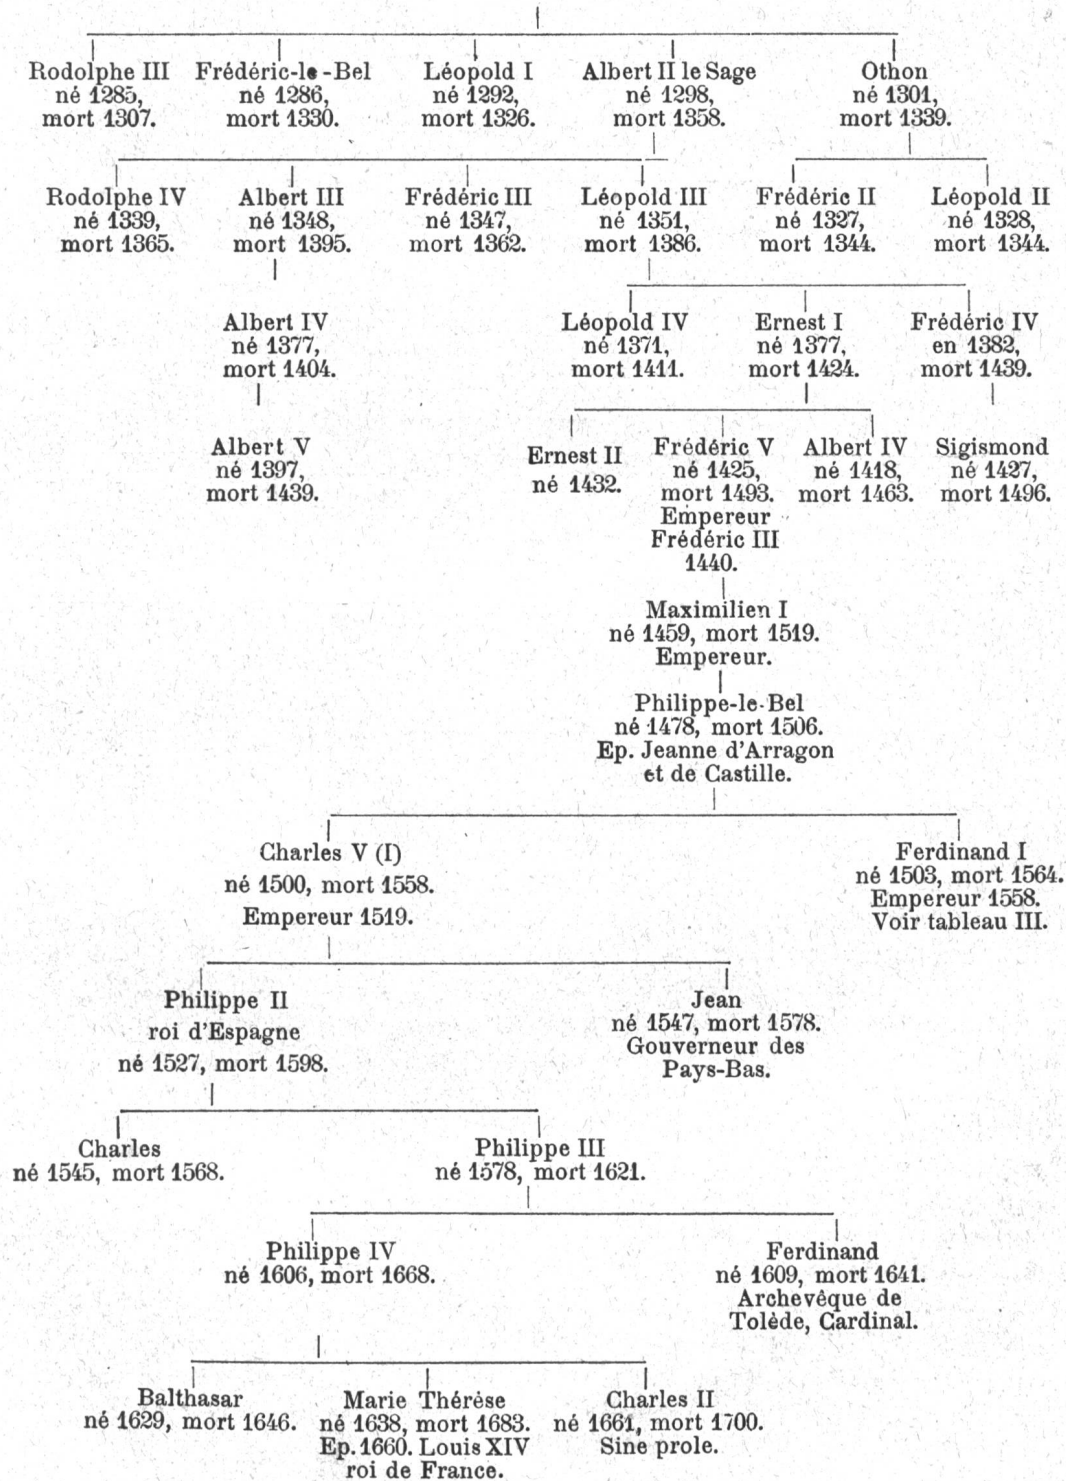 Rodolphe III
né 1285,
mort 1307.
Frédéric-le-Bel
né 1286,
mort 1330.
Léopold I
né 1292,
mort 1326.
Albert II le Sage
né 1298,
mort 1358.
Othon
né 1301,
mort 1339.
Rodolphe IV
né 1339,
mort 1365.
Albert III
né 1348,
mort 1395.
Frédéric III
né 1347,
mort 1362.
Léopold III
né 1351,
mort 1386.
Frédéric II
né 1327,
mort 1344.
Léopold II
né 1328,
mort 1344.
Albert IV
né 1377,
mort 1404.
Léopold IV
né 1371,
mort 1411.
Ernest I
né 1377,
mort 1424.
Frédéric IV
en 1382,
mort 1439.
Albert V
né 1397,
mort 1439.
Ernest II
né 1432.
Frédéric V
né 1425,
mort 1493.
Empereur
Frédéric III
1440.
Albert IV
né 1418,
mort 1463.
Sigismond
né 1427,
mort 1496.
Maximilien I
né 1459, mort 1519.
Empereur.
Philippe-le-Bel
né 1478, mort 1506.
Ep. Jeanne d'Arragon
et de Castille.
Charles V (I)
né 1500, mort 1558.
Empereur 1519.
Ferdinand I
né 1503, mort 1564.
Empereur 1558.
Voir tableau III.
Philippe II
roi d'Espagne
né 1527, mort 1598.
Jean
né 1547, mort 1578.
Gouverneur des
Pays-Bas.
Charles
né 1545, mort 1568.
Philippe III
né 1578, mort 1621.
Philippe IV
né 1606, mort 1668.
Ferdinand
né 1609, mort 1641.
Archevêque de
Tolède, Cardinal.
Balthasar
né 1629, mort 1646.
Marie Thérèse
né 1638, mort 1683.
Ep. 1660. Louis XIV
roi de France.
Charles II
né 1661, mort 1700.
Sine prole.